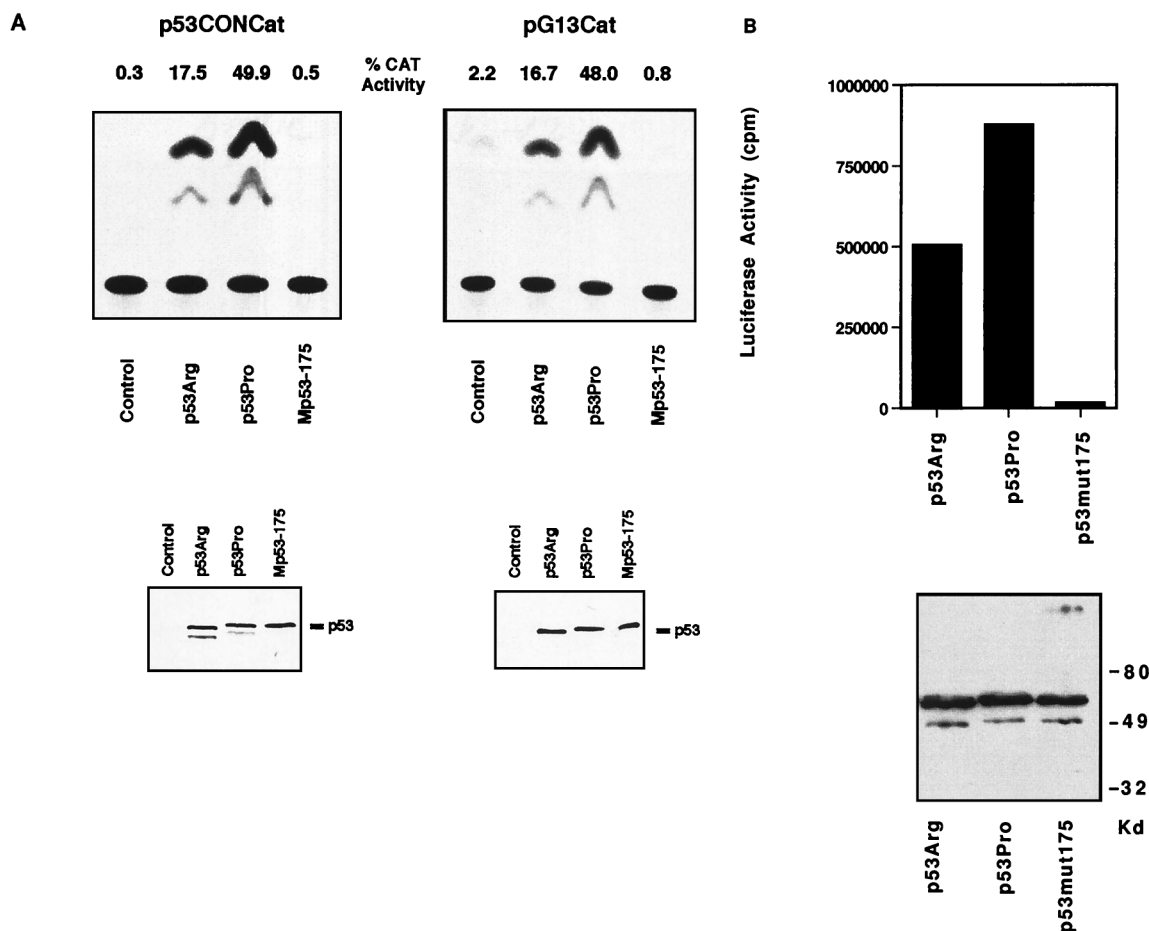 A
p53CONCat
pG13Cat
B
0.3 17.5 49.9 0.5
% CAT
Activity
2.2 16.7 48.0 0.8
Control
p53Arg
p53Pro
Mp53-175
Control
p53Arg
p53Pro
Mp53-175
Luciferase Activity (cpm)
1000000
750000
500000
250000
0
p53Arg
p53Pro
p53mut175
Control
p53Arg
p53Pro
Mp53-175
p53
Control
p53Arg
p53Pro
Mp53-175
p53
-80
-49
-32
Kd
p53Arg
p53Pro
p53mut175